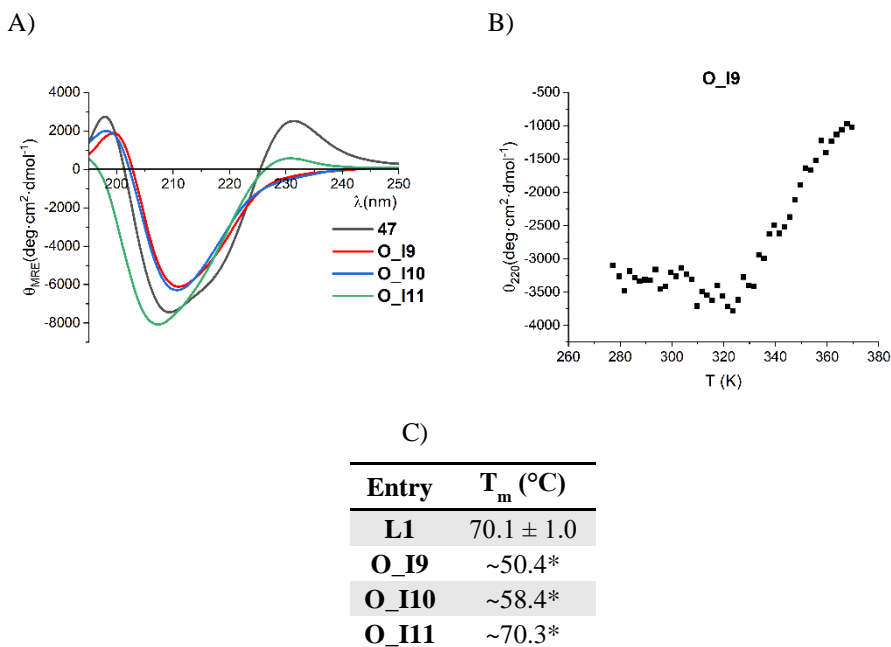 A)
B)
4000
2000
0
-2000
-4000
-6000
-8000
200
210
220
230
240
250
λ(nm)
θMRE(deg·cm²·dmol⁻¹)
47
O_I9
O_I10
O_I11
O_I9
-500
-1000
-1500
-2000
-2500
-3000
-3500
-4000
θ220(deg·cm²·dmol⁻¹)
260
280
300
320
340
360
380
T (K)
C)
Entry Tm (°C)
L1 70.1 ± 1.0
O_I9 ~50.4*
O_I10 ~58.4*
O_I11 ~70.3*